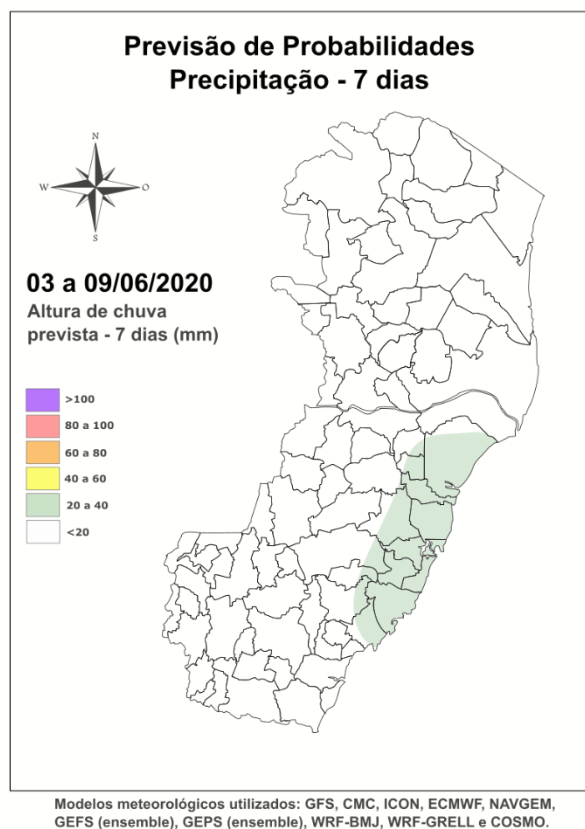 Previsão de Probabilidades
Precipitação - 7 dias
N
W
O
S
03 a 09/06/2020
Altura de chuva
prevista - 7 dias (mm)
>100
80 a 100
60 a 80
40 a 60
20 a 40
<20
Modelos meteorológicos utilizados: GFS, CMC, ICON, ECMWF, NAVGEM,
GEFS (ensemble), GEPS (ensemble), WRF-BMJ, WRF-GRELL e COSMO.